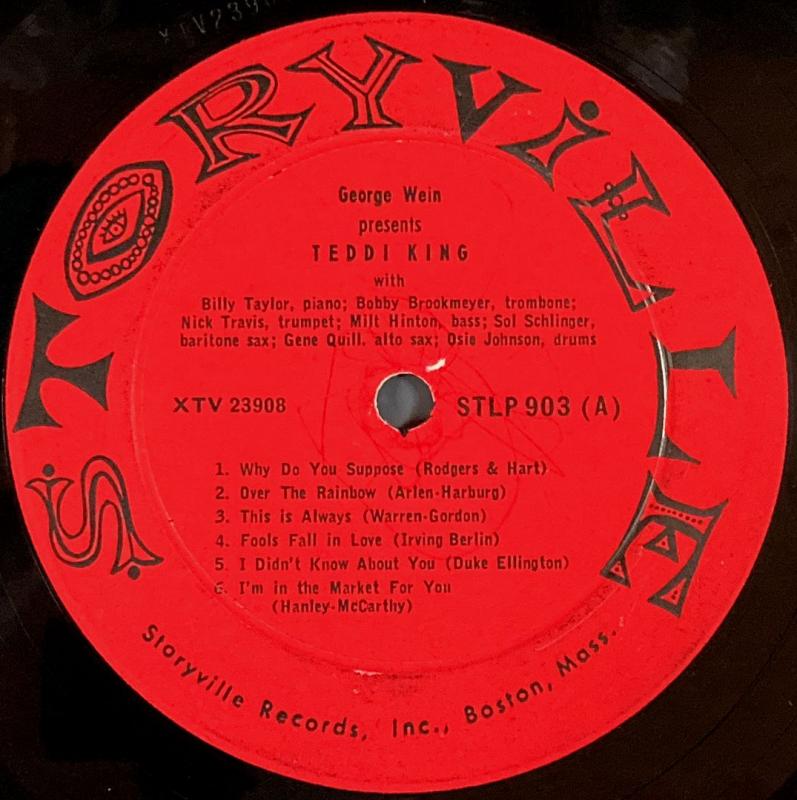 XTV 239
STORYVILLE
George Wein
presents
TEDDI KING
with
Billy Taylor, piano; Bobby Brookmeyer, trombone;
Nick Travis, trumpet; Milt Hinton, bass; Sol Schlinger,
baritone sax; Gene Quill, alto sax; Osie Johnson, drums
XTV 23908
STLP 903 (A)
1. Why Do You Suppose (Rodgers & Hart)
2. Over The Rainbow (Arlen-Harburg)
3. This is Always (Warren-Gordon)
4. Fools Fall in Love (Irving Berlin)
5. I Didn't Know About You (Duke Ellington)
6. I'm in the Market For You
(Hanley-McCarthy)
Storyville Records, Inc., Boston, Mass.